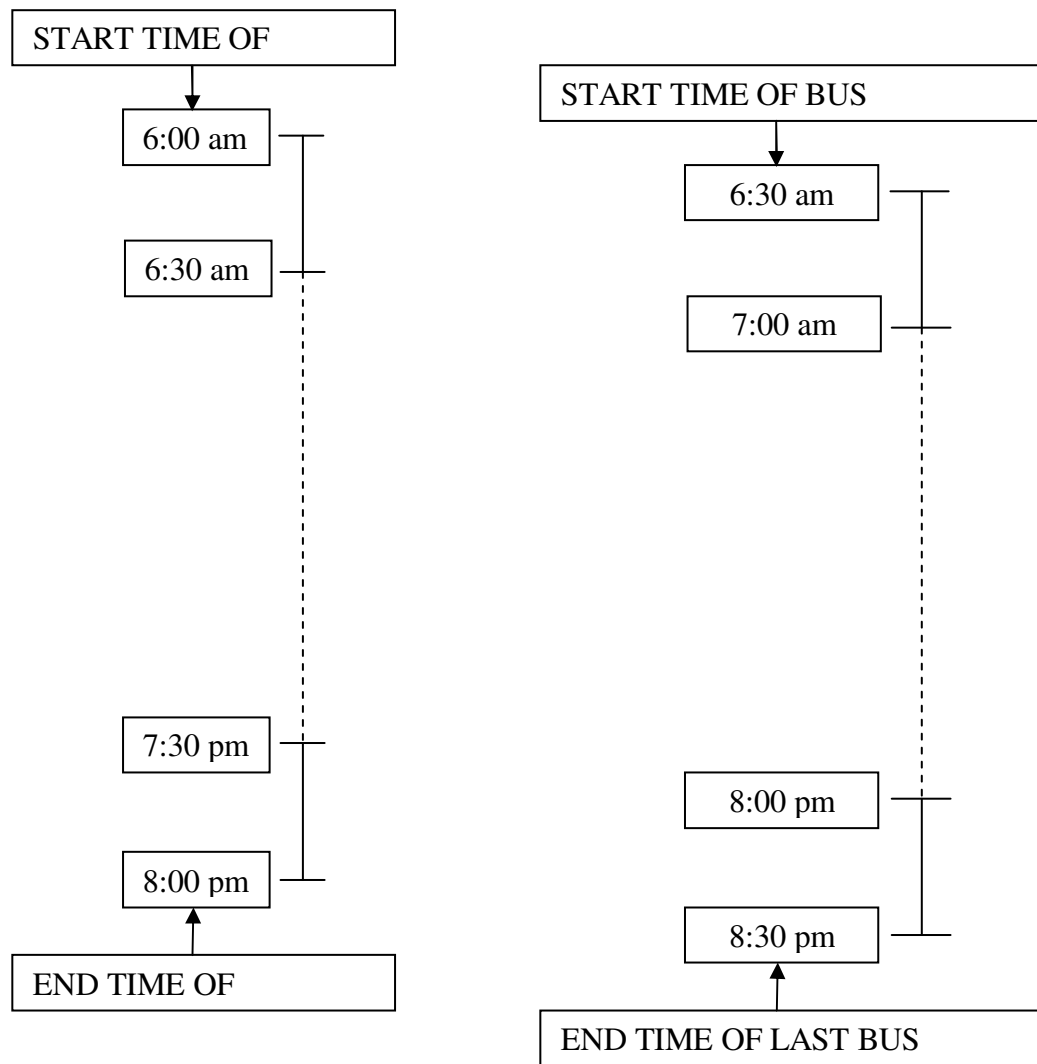 START TIME OF
6:00 am
6:30 am
7:30 pm
8:00 pm
END TIME OF
START TIME OF BUS
6:30 am
7:00 am
8:00 pm
8:30 pm
END TIME OF LAST BUS